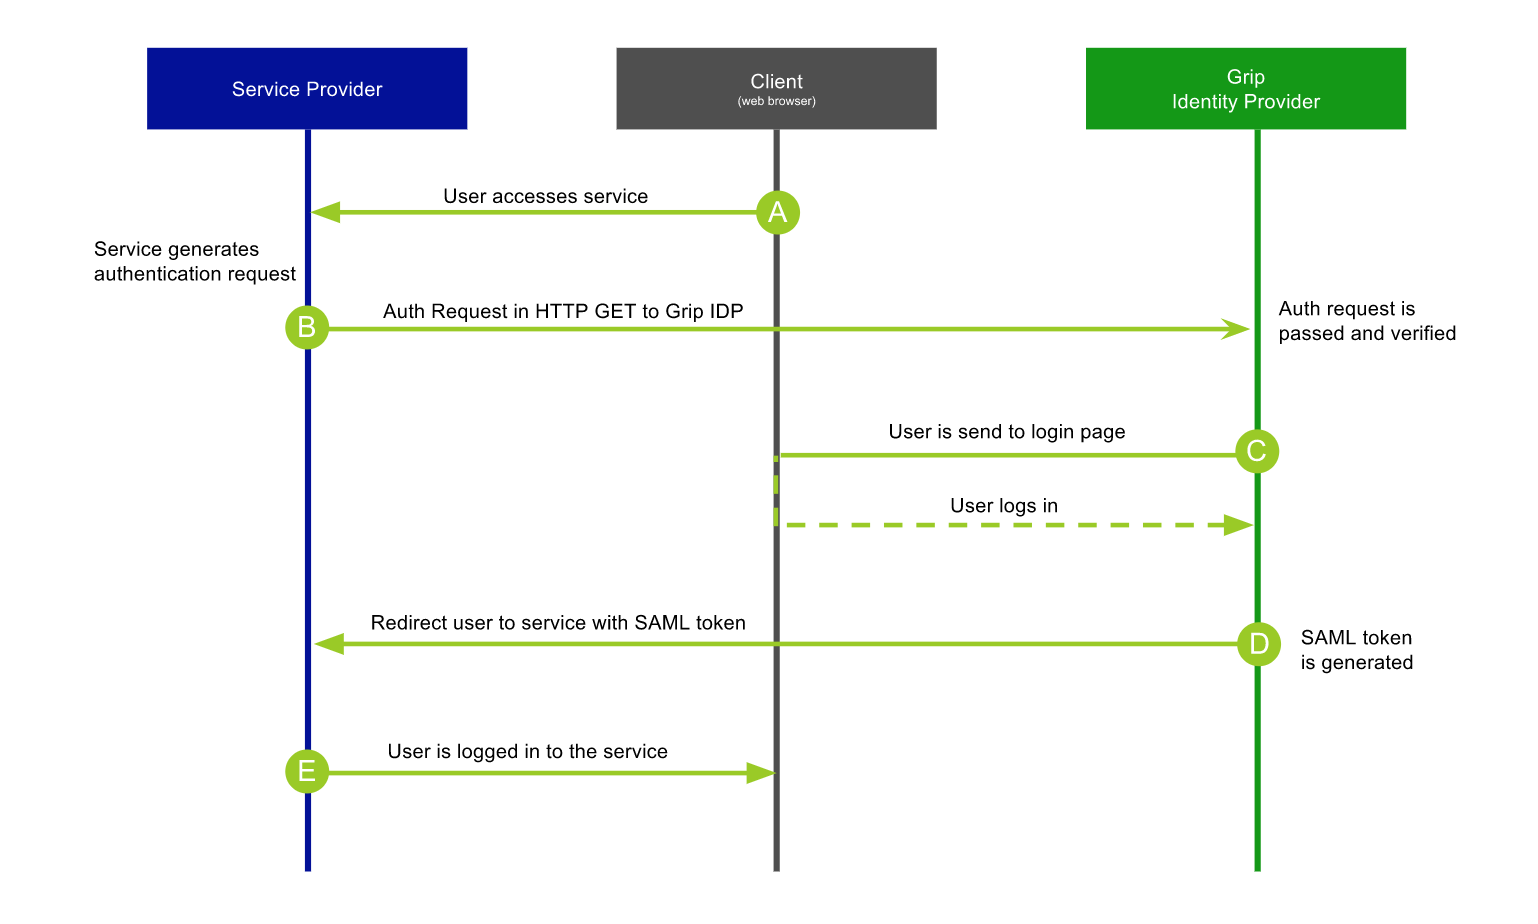 Service Provider
Client
(web browser)
Grip
Identity Provider
User accesses service
A
Service generates
authentication request
B
Auth Request in HTTP GET to Grip IDP
Auth request is
passed and verified
User is send to login page
C
User logs in
Redirect user to service with SAML token
D
SAML token
is generated
E
User is logged in to the service